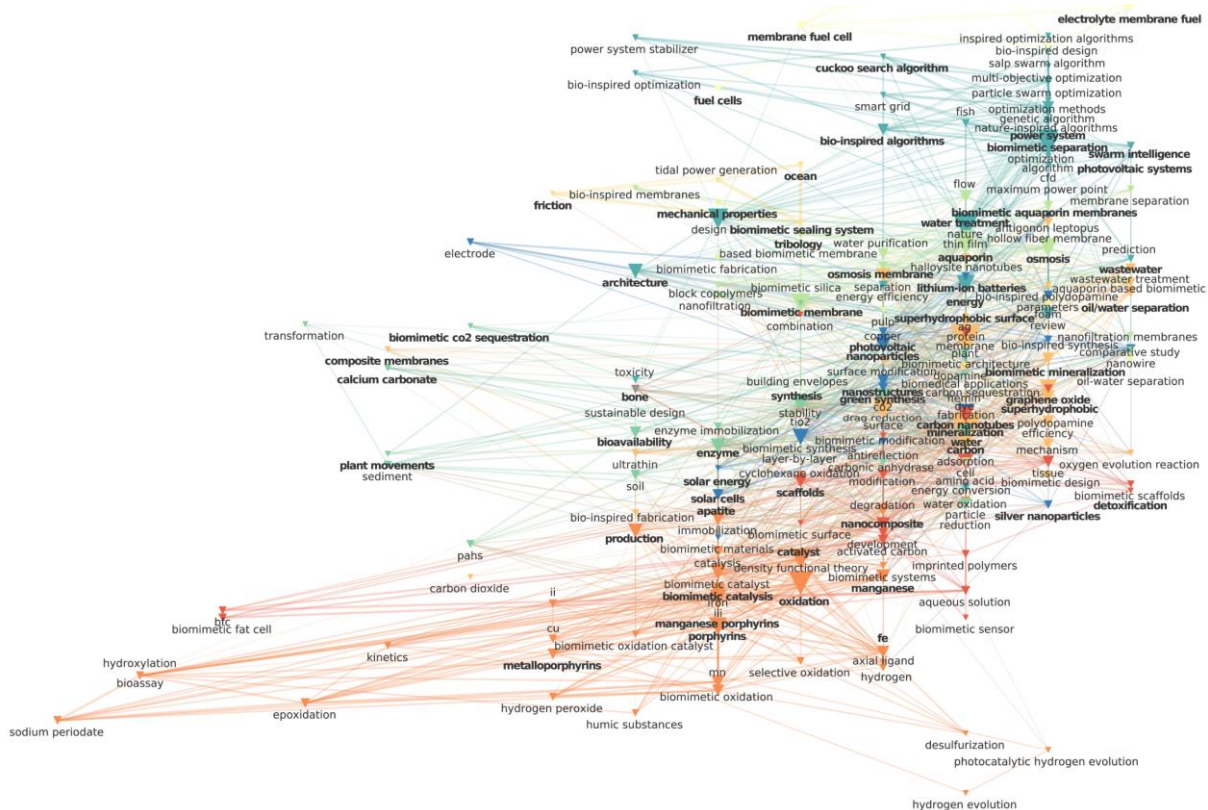 electrolyte membrane fuel
membrane fuel cell
inspired optimization algorithms
power system stabilizer
bio-inspired design
cuckoo search algorithm
salp swarm algorithm
bio-inspired optimization
multi-objective optimization
fuel cells
particle swarm optimization
smart grid
fish
optimization methods
genetic algorithm
nature-inspired algorithms
bio-inspired algorithms
power system
biomimetic separation
swarm intelligence
optimization
algorithm
photovoltaic systems
tidal power generation
ocean
cfd
flow
maximum power point
bio-inspired membranes
membrane separation
friction
mechanical properties
biomimetic aquaporin membranes
water treatment
antigonon leptopus
design
biomimetic sealing system
nature
hollow fiber membrane
tribology
water purification
thin film
electrode
based biomimetic membrane
aquaporin
osmosis
prediction
biomimetic fabrication
osmosis membrane
halloysite nanotubes
wastewater
architecture
wastewater treatment
biomimetic silica
separation
lithium-ion batteries
aquaporin based biomimetic
block copolymers
energy efficiency
energy
bio-inspired polydopamine
nanofiltration
parameters
oil/water separation
biomimetic membrane
foam
superhydrophobic surface
transformation
combination
pulp
ag
review
biomimetic co2 sequestration
copper
protein
nanofiltration membranes
photovoltaic
membrane
bio-inspired synthesis
composite membranes
nanoparticles
plant
comparative study
biomimetic architecture
nanowire
calcium carbonate
toxicity
surface modification
dopamine
biomimetic mineralization
building envelopes
biomedical applications
oil-water separation
bone
synthesis
nanostructures
carbon sequestration
green synthesis
hemin
graphene oxide
sustainable design
stability
co2
dye
superhydrophobic
drag reduction
fabrication
tio2
surface
carbon nanotubes
polydopamine
enzyme immobilization
mineralization
efficiency
bioavailability
biomimetic modification
water
enzyme
biomimetic synthesis
carbon
mechanism
layer-by-layer
antireflection
plant movements
ultrathin
adsorption
oxygen evolution reaction
sediment
cyclohexane oxidation
carbonic anhydrase
cell
tissue
solar energy
modification
amino acid
biomimetic design
soil
scaffolds
energy conversion
biomimetic scaffolds
solar cells
degradation
water oxidation
detoxification
apatite
particle
silver nanoparticles
bio-inspired fabrication
reduction
immobilization
biomimetic surface
nanocomposite
production
development
biomimetic materials
catalyst
activated carbon
pahs
catalysis
density functional theory
imprinted polymers
biomimetic systems
carbon dioxide
biomimetic catalyst
manganese
ii
biomimetic catalysis
oxidation
aqueous solution
iron
iii
bfc
manganese porphyrins
biomimetic fat cell
cu
biomimetic sensor
porphyrins
fe
biomimetic oxidation catalyst
kinetics
axial ligand
hydroxylation
metalloporphyrins
mn
selective oxidation
hydrogen
bioassay
biomimetic oxidation
hydrogen peroxide
epoxidation
humic substances
sodium periodate
desulfurization
photocatalytic hydrogen evolution
hydrogen evolution